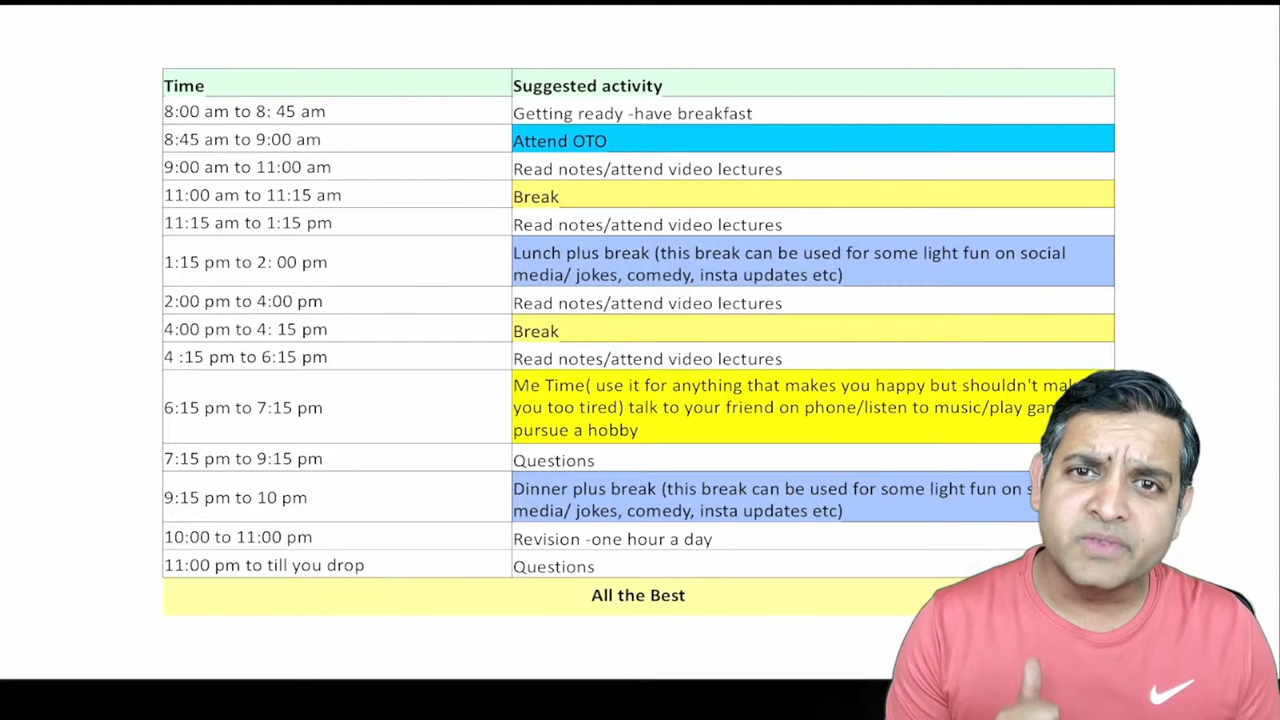 Time Suggested activity
8:00 am to 8: 45 am Getting ready -have breakfast
8:45 am to 9:00 am Attend OTO
9:00 am to 11:00 am Read notes/attend video lectures
11:00 am to 11:15 am Break
11:15 am to 1:15 pm Read notes/attend video lectures
1:15 pm to 2: 00 pm Lunch plus break (this break can be used for some light fun on social
media/ jokes, comedy, insta updates etc)
2:00 pm to 4:00 pm Read notes/attend video lectures
4:00 pm to 4: 15 pm Break
4 :15 pm to 6:15 pm Read notes/attend video lectures
6:15 pm to 7:15 pm Me Time( use it for anything that makes you happy but shouldn't
you too tired) talk to your friend on phone/listen to music/play
pursue a hobby
7:15 pm to 9:15 pm Questions
9:15 pm to 10 pm Dinner plus break (this break can be used for some light fun on
media/ jokes, comedy, insta updates etc)
10:00 to 11:00 pm Revision -one hour a day
11:00 pm to till you drop Questions
All the Best